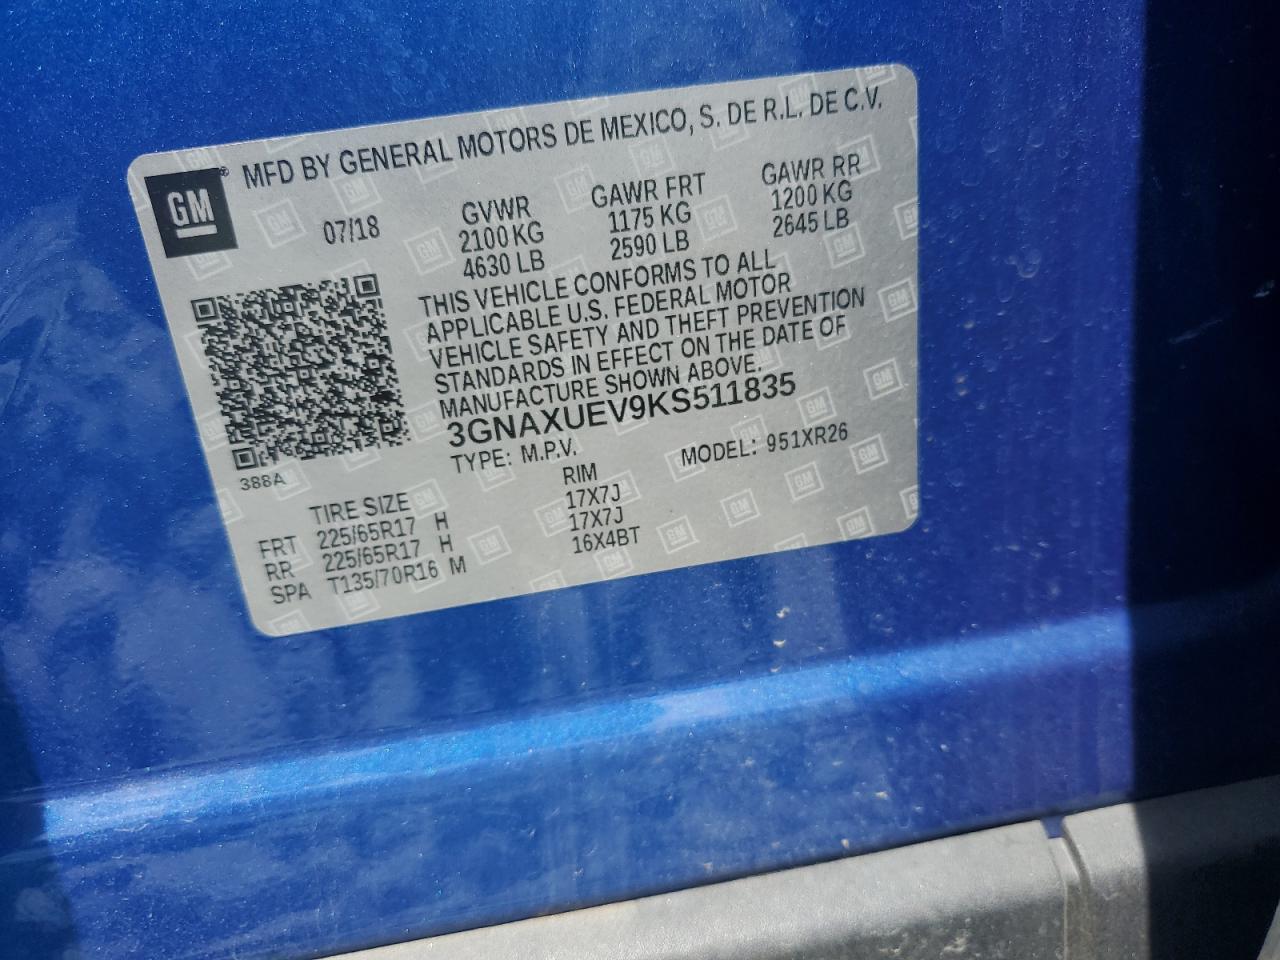 MFD BY GENERAL MOTORS DE MEXICO, S. DE R.L. DE C.V.
GM®
07/18
GVWR GAWR FRT GAWR RR
2100 KG 1175 KG 1200 KG
4630 LB 2590 LB 2645 LB
THIS VEHICLE CONFORMS TO ALL
APPLICABLE U.S. FEDERAL MOTOR
VEHICLE SAFETY AND THEFT PREVENTION
STANDARDS IN EFFECT ON THE DATE OF
MANUFACTURE SHOWN ABOVE.
3GNAXUEV9KS511835
TYPE: M.P.V. MODEL: 951XR26
388A
TIRE SIZE RIM
FRT 225/65R17 H 17X7J
RR 225/65R17 H 17X7J
SPA T135/70R16 M 16X4BT